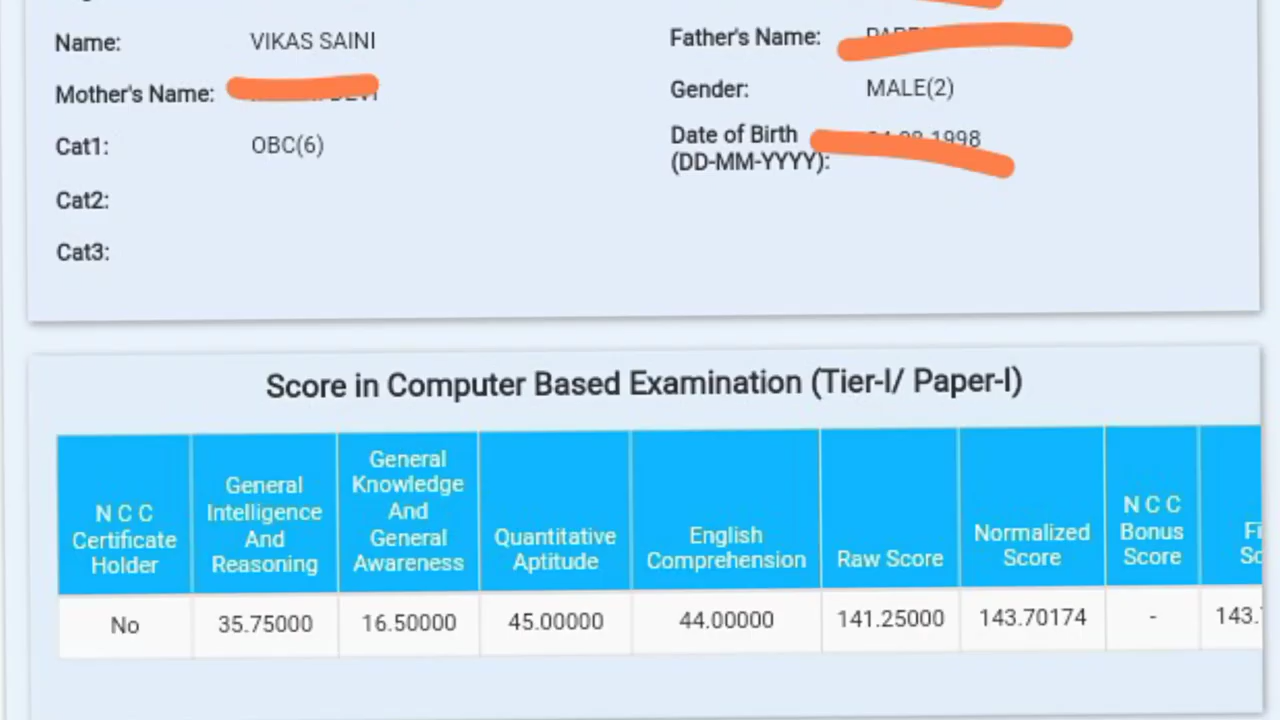 Name: VIKAS SAINI
Father's Name:
Mother's Name:
Gender: MALE(2)
Cat1: OBC(6)
Date of Birth (DD-MM-YYYY): 1998
Cat2:
Cat3:
Score in Computer Based Examination (Tier-I/ Paper-I)
N C C Certificate Holder
General Intelligence And Reasoning
General Knowledge And General Awareness
Quantitative Aptitude
English Comprehension
Raw Score
Normalized Score
N C C Bonus Score
No 35.75000 16.50000 45.00000 44.00000 141.25000 143.70174 - 143.